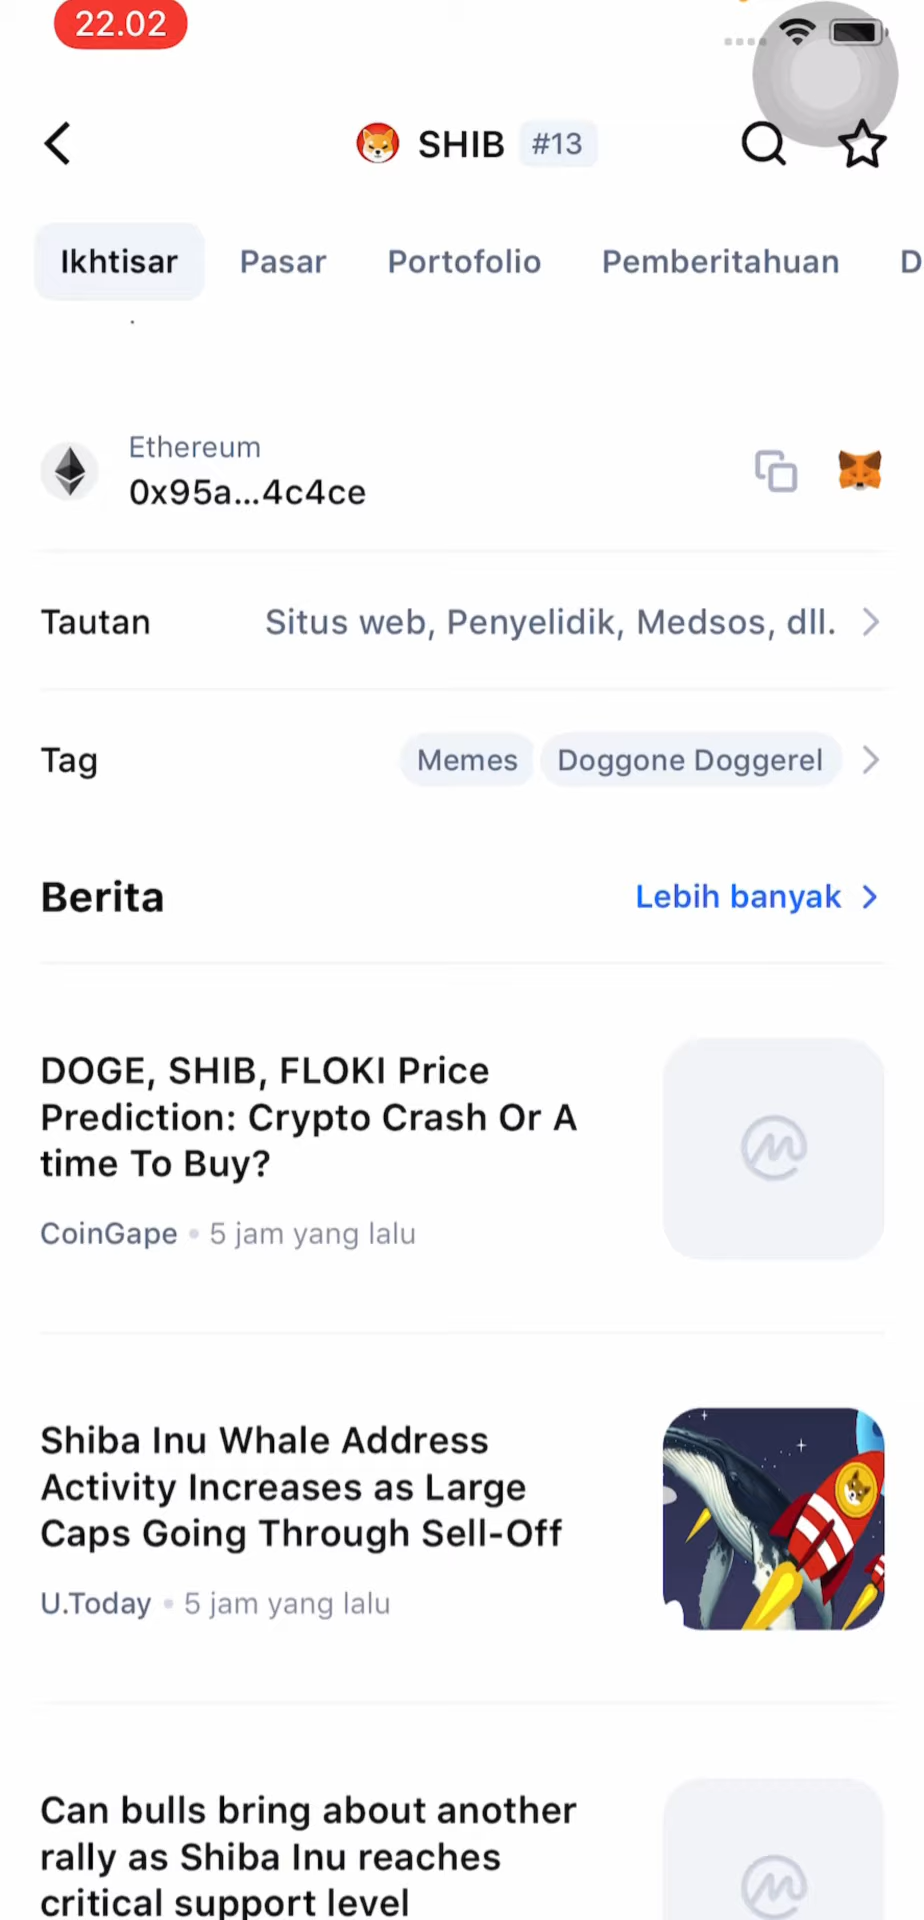 22.02
SHIB #13
Ikhtisar Pasar Portofolio Pemberitahuan D
Ethereum
0x95a...4c4ce
Tautan Situs web, Penyelidik, Medsos, dll.
Tag Memes Doggone Doggerel
Berita Lebih banyak
DOGE, SHIB, FLOKI Price
Prediction: Crypto Crash Or A
time To Buy?
CoinGape • 5 jam yang lalu
Shiba Inu Whale Address
Activity Increases as Large
Caps Going Through Sell-Off
U.Today • 5 jam yang lalu
Can bulls bring about another
rally as Shiba Inu reaches
critical support level